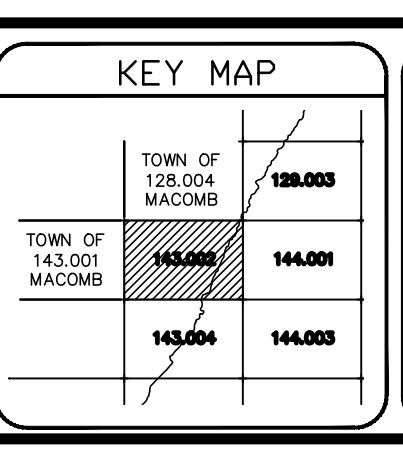 KEY MAP
TOWN OF
128.004
MACOMB
129.003
TOWN OF
143.001
MACOMB
143.002
144.001
143.004
144.003